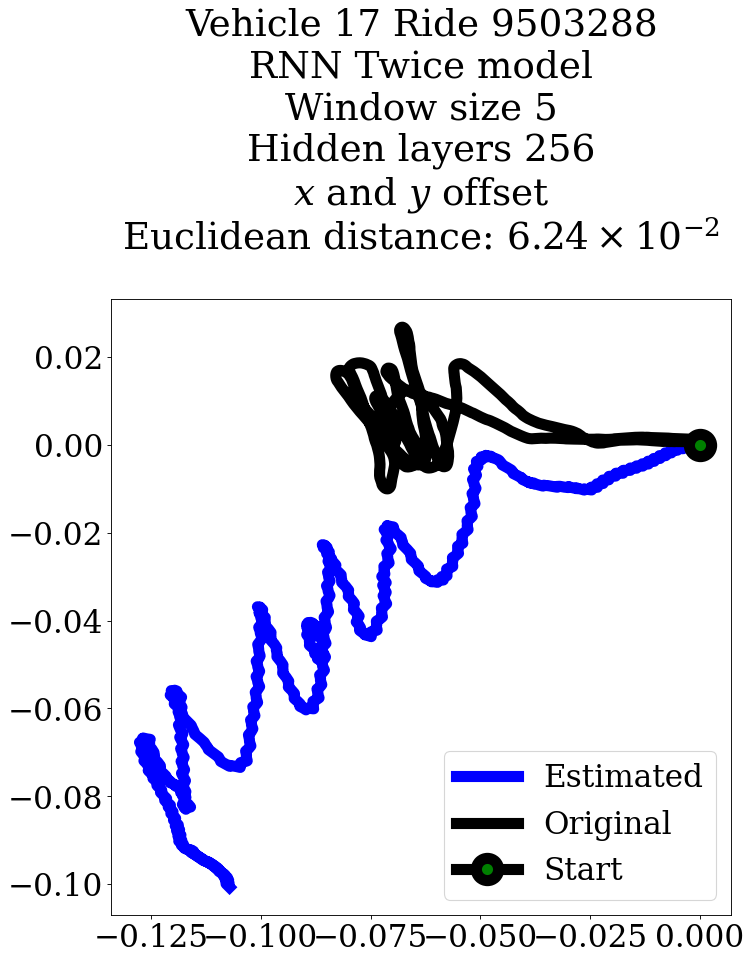 Vehicle 17 Ride 9503288
RNN Twice model
Window size 5
Hidden layers 256
x and y offset
Euclidean distance: 6.24 × 10⁻²
0.02
0.00
−0.02
−0.04
−0.06
−0.08
−0.10
Estimated
Original
Start
−0.125 −0.100 −0.075 −0.050 −0.025 0.000